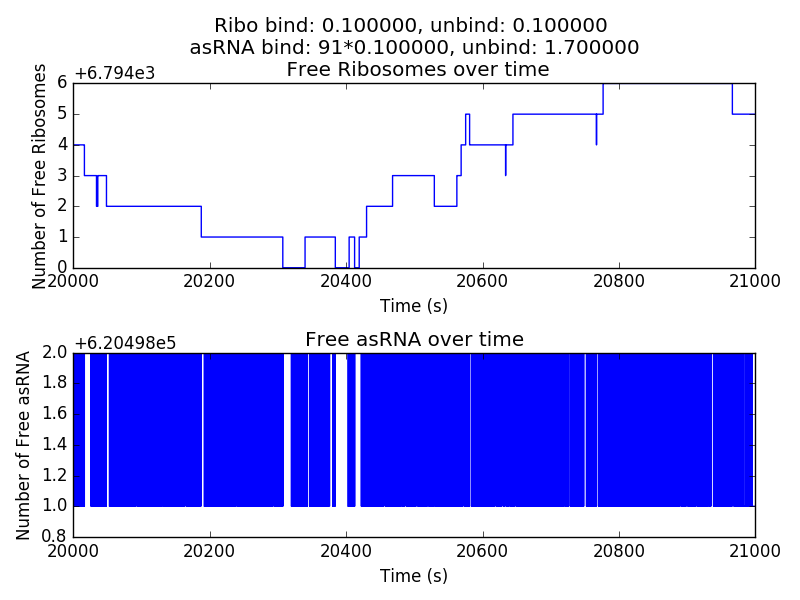 Ribo bind: 0.100000, unbind: 0.100000
asRNA bind: 91*0.100000, unbind: 1.700000
Free Ribosomes over time
+6.794e3
6
5
4
3
2
1
0
Number of Free Ribosomes
20000 20200 20400 20600 20800 21000
Time (s)
Free asRNA over time
+6.20498e5
2.0
1.8
1.6
1.4
1.2
1.0
0.8
Number of Free asRNA
20000 20200 20400 20600 20800 21000
Time (s)